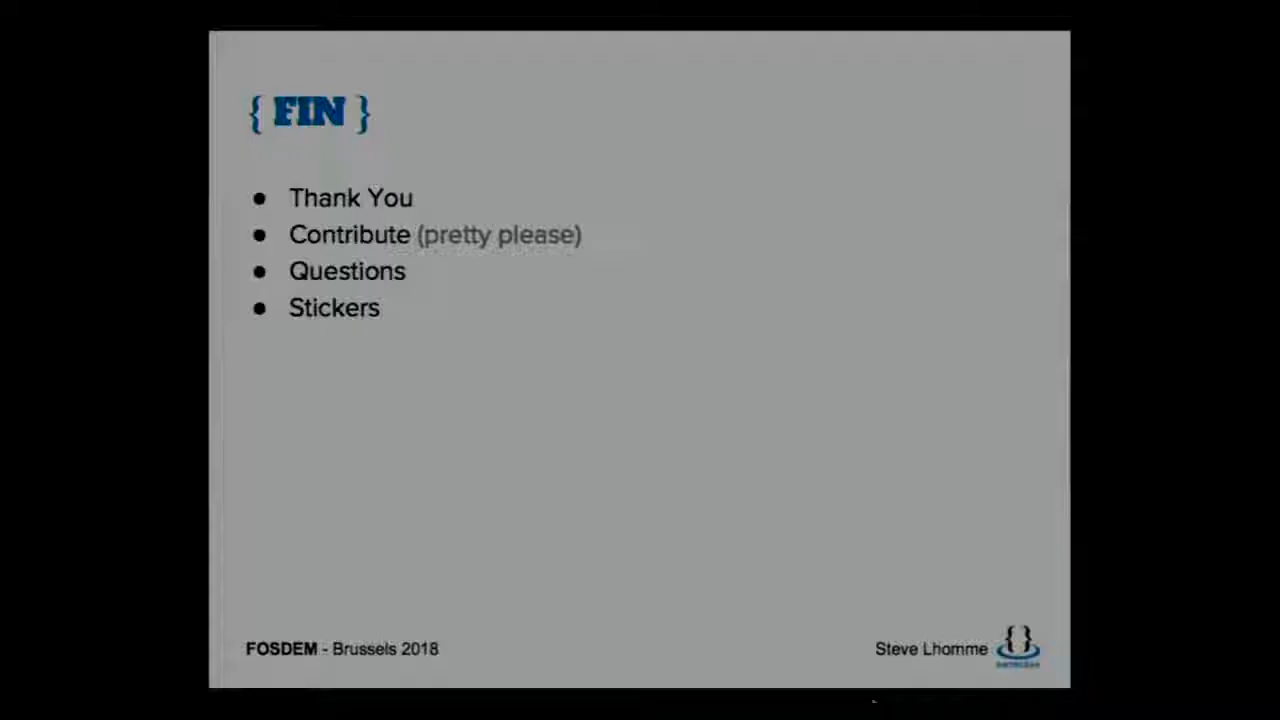 { FIN }
● Thank You
● Contribute (pretty please)
● Questions
● Stickers
FOSDEM - Brussels 2018
Steve Lhomme